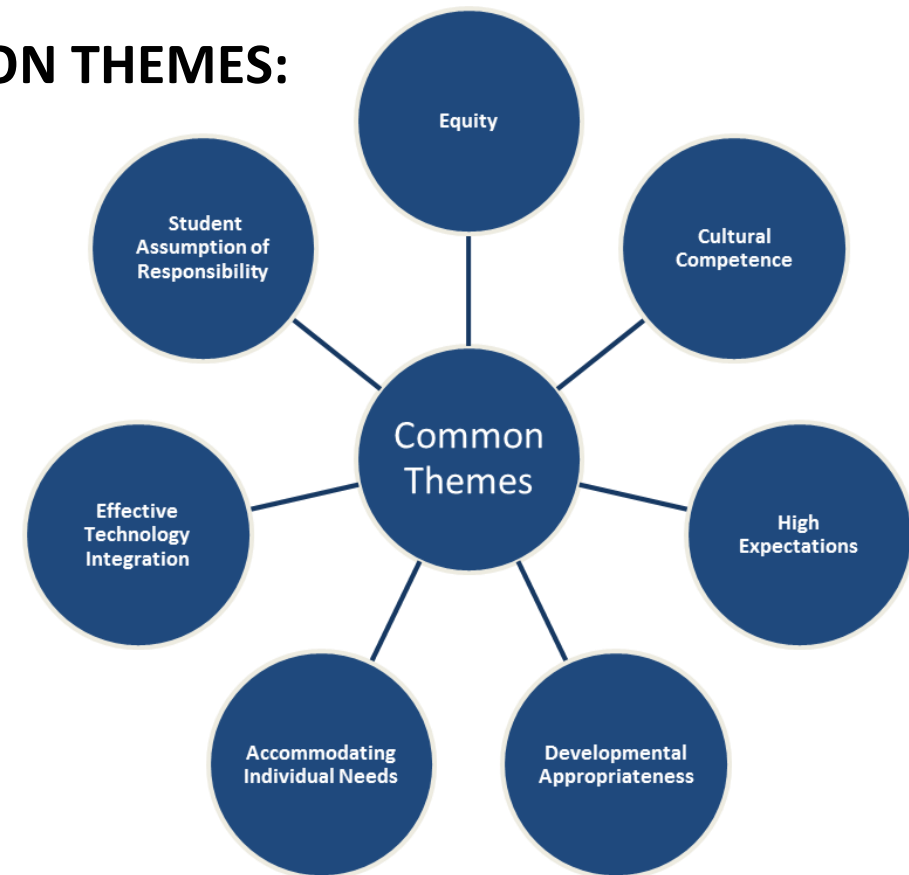 ON THEMES:
Equity
Student
Assumption of
Responsibility
Cultural
Competence
Common
Themes
Effective
Technology
Integration
High
Expectations
Accommodating
Individual Needs
Developmental
Appropriateness